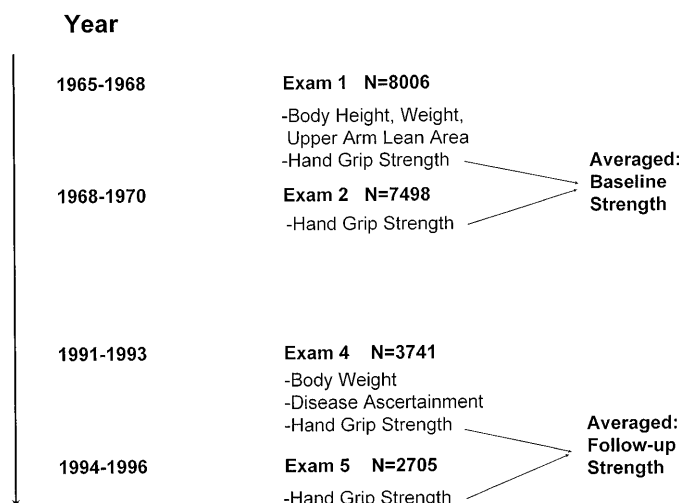 Year
1965-1968
Exam 1 N=8006
-Body Height, Weight,
Upper Arm Lean Area
-Hand Grip Strength
Averaged:
Baseline
Strength
1968-1970
Exam 2 N=7498
-Hand Grip Strength
1991-1993
Exam 4 N=3741
-Body Weight
-Disease Ascertainment
-Hand Grip Strength
Averaged:
Follow-up
Strength
1994-1996
Exam 5 N=2705
-Hand Grip Strength